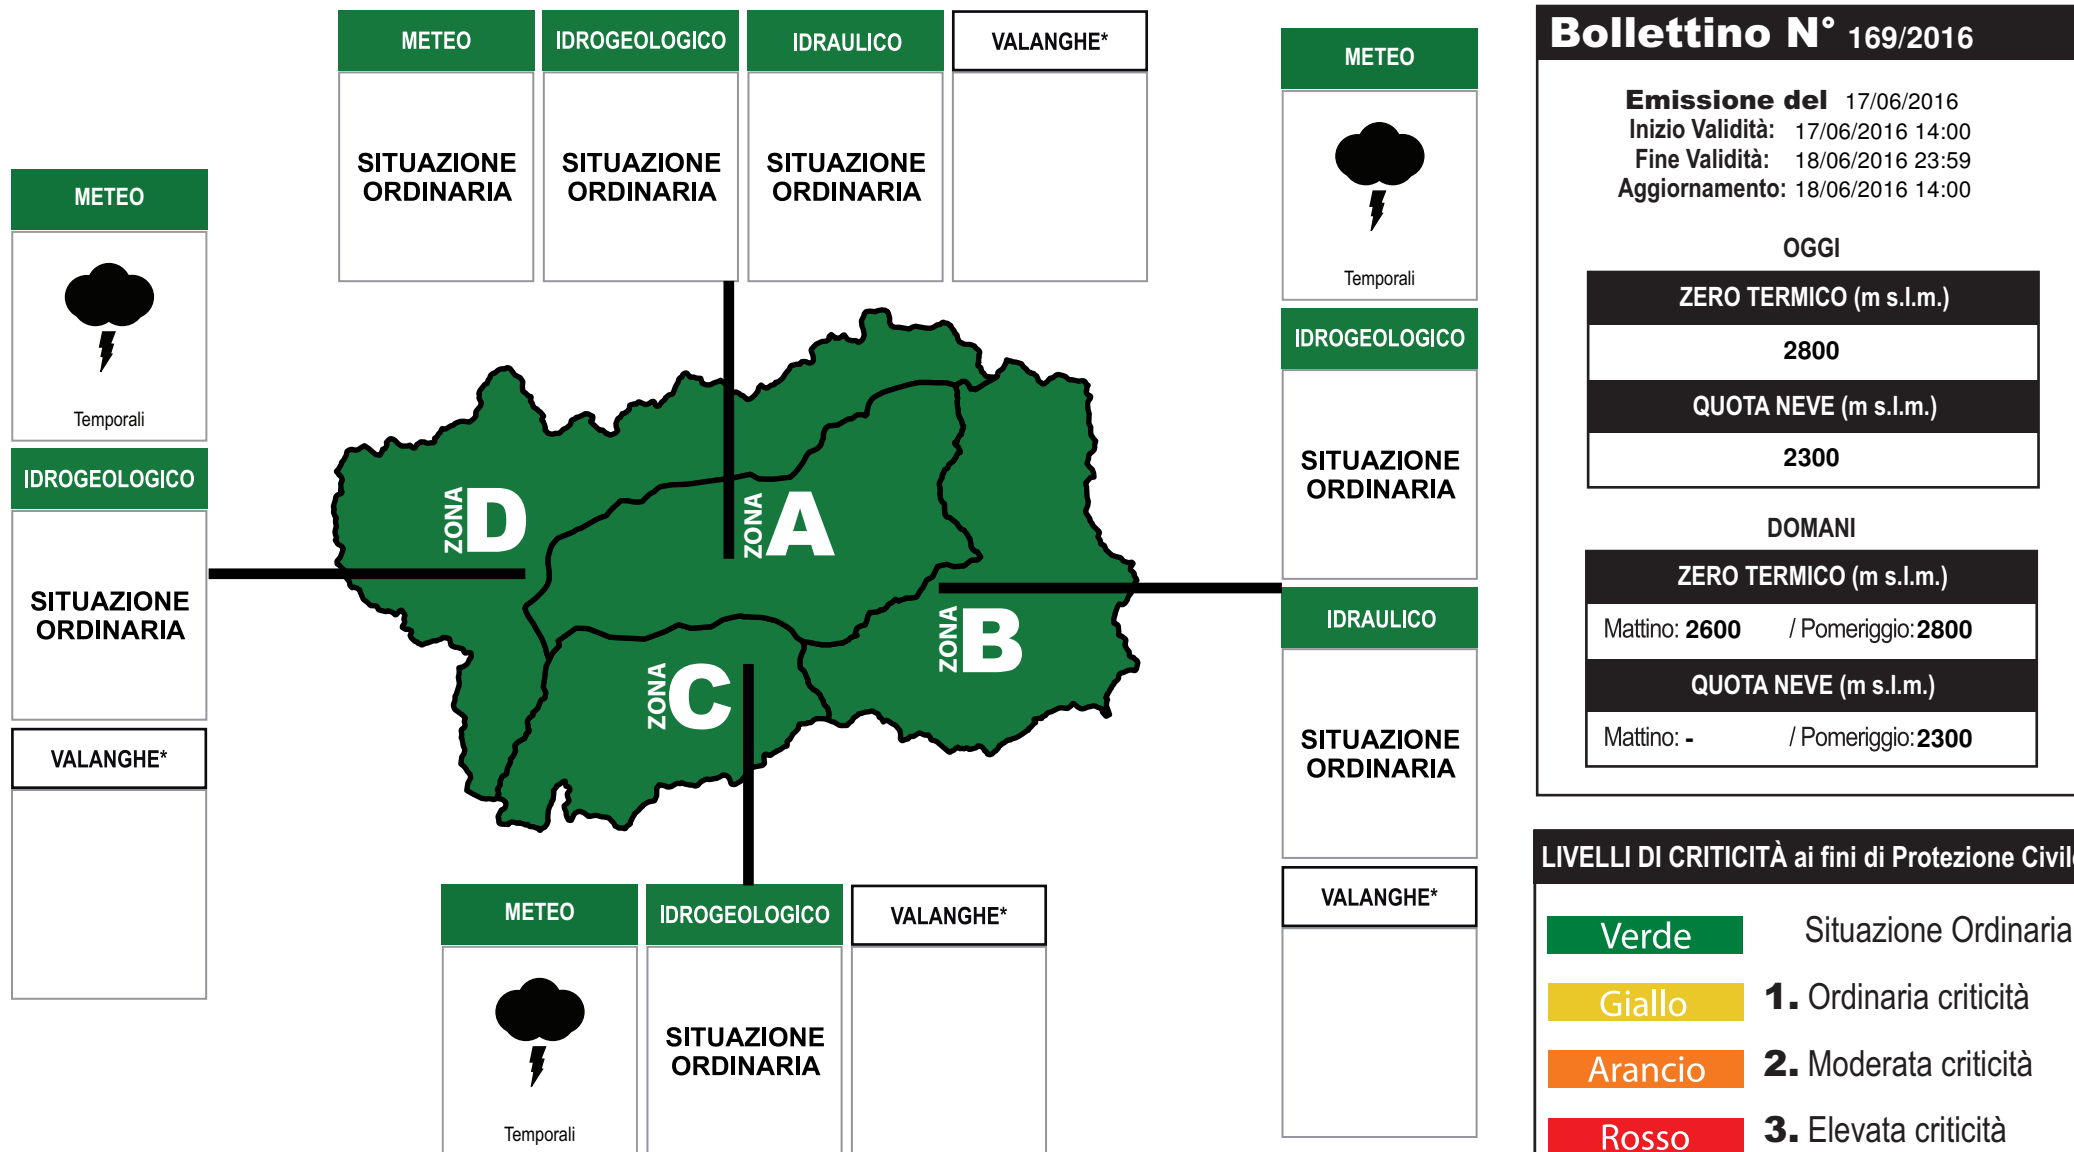 METEO
IDROGEOLOGICO
IDRAULICO
VALANGHE*
SITUAZIONE
ORDINARIA
SITUAZIONE
ORDINARIA
SITUAZIONE
ORDINARIA
METEO
Temporali
IDROGEOLOGICO
SITUAZIONE
ORDINARIA
VALANGHE*
ZONA D
ZONA A
ZONA B
ZONA C
METEO
Temporali
IDROGEOLOGICO
SITUAZIONE
ORDINARIA
IDRAULICO
SITUAZIONE
ORDINARIA
VALANGHE*
METEO
IDROGEOLOGICO
VALANGHE*
Temporali
SITUAZIONE
ORDINARIA
Bollettino N° 169/2016
Emissione del 17/06/2016
Inizio Validità: 17/06/2016 14:00
Fine Validità: 18/06/2016 23:59
Aggiornamento: 18/06/2016 14:00
OGGI
ZERO TERMICO (m s.l.m.)
2800
QUOTA NEVE (m s.l.m.)
2300
DOMANI
ZERO TERMICO (m s.l.m.)
Mattino: 2600 / Pomeriggio: 2800
QUOTA NEVE (m s.l.m.)
Mattino: - / Pomeriggio: 2300
LIVELLI DI CRITICITÀ ai fini di Protezione Civile
Verde Situazione Ordinaria
Giallo 1. Ordinaria criticità
Arancio 2. Moderata criticità
Rosso 3. Elevata criticità